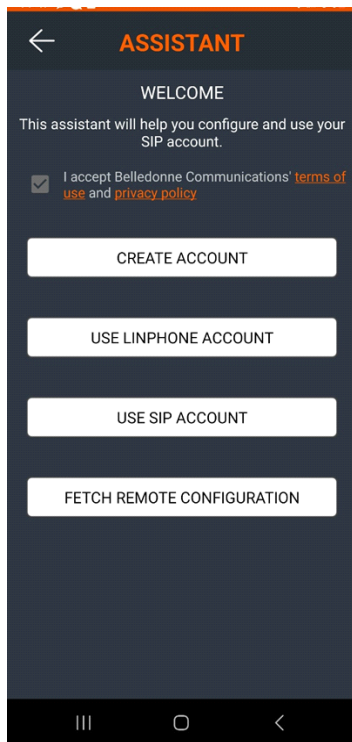 ASSISTANT
WELCOME
This assistant will help you configure and use your
SIP account.
I accept Belledonne Communications' terms of
use and privacy policy
CREATE ACCOUNT
USE LINPHONE ACCOUNT
USE SIP ACCOUNT
FETCH REMOTE CONFIGURATION